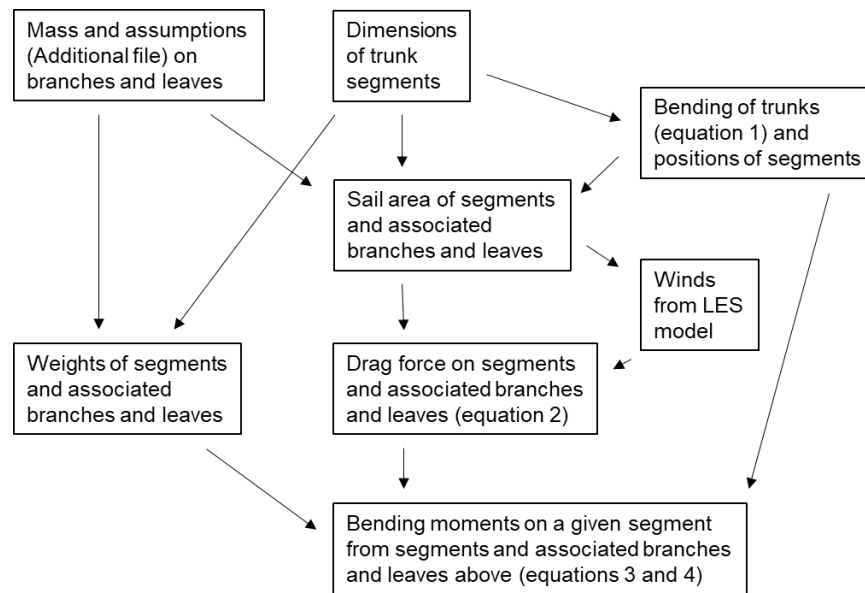 Mass and assumptions
(Additional file) on
branches and leaves
Dimensions
of trunk
segments
Bending of trunks
(equation 1) and
positions of segments
Sail area of segments
and associated
branches and leaves
Winds
from LES
model
Weights of segments
and associated
branches and leaves
Drag force on segments
and associated branches
and leaves (equation 2)
Bending moments on a given segment
from segments and associated branches
and leaves above (equations 3 and 4)